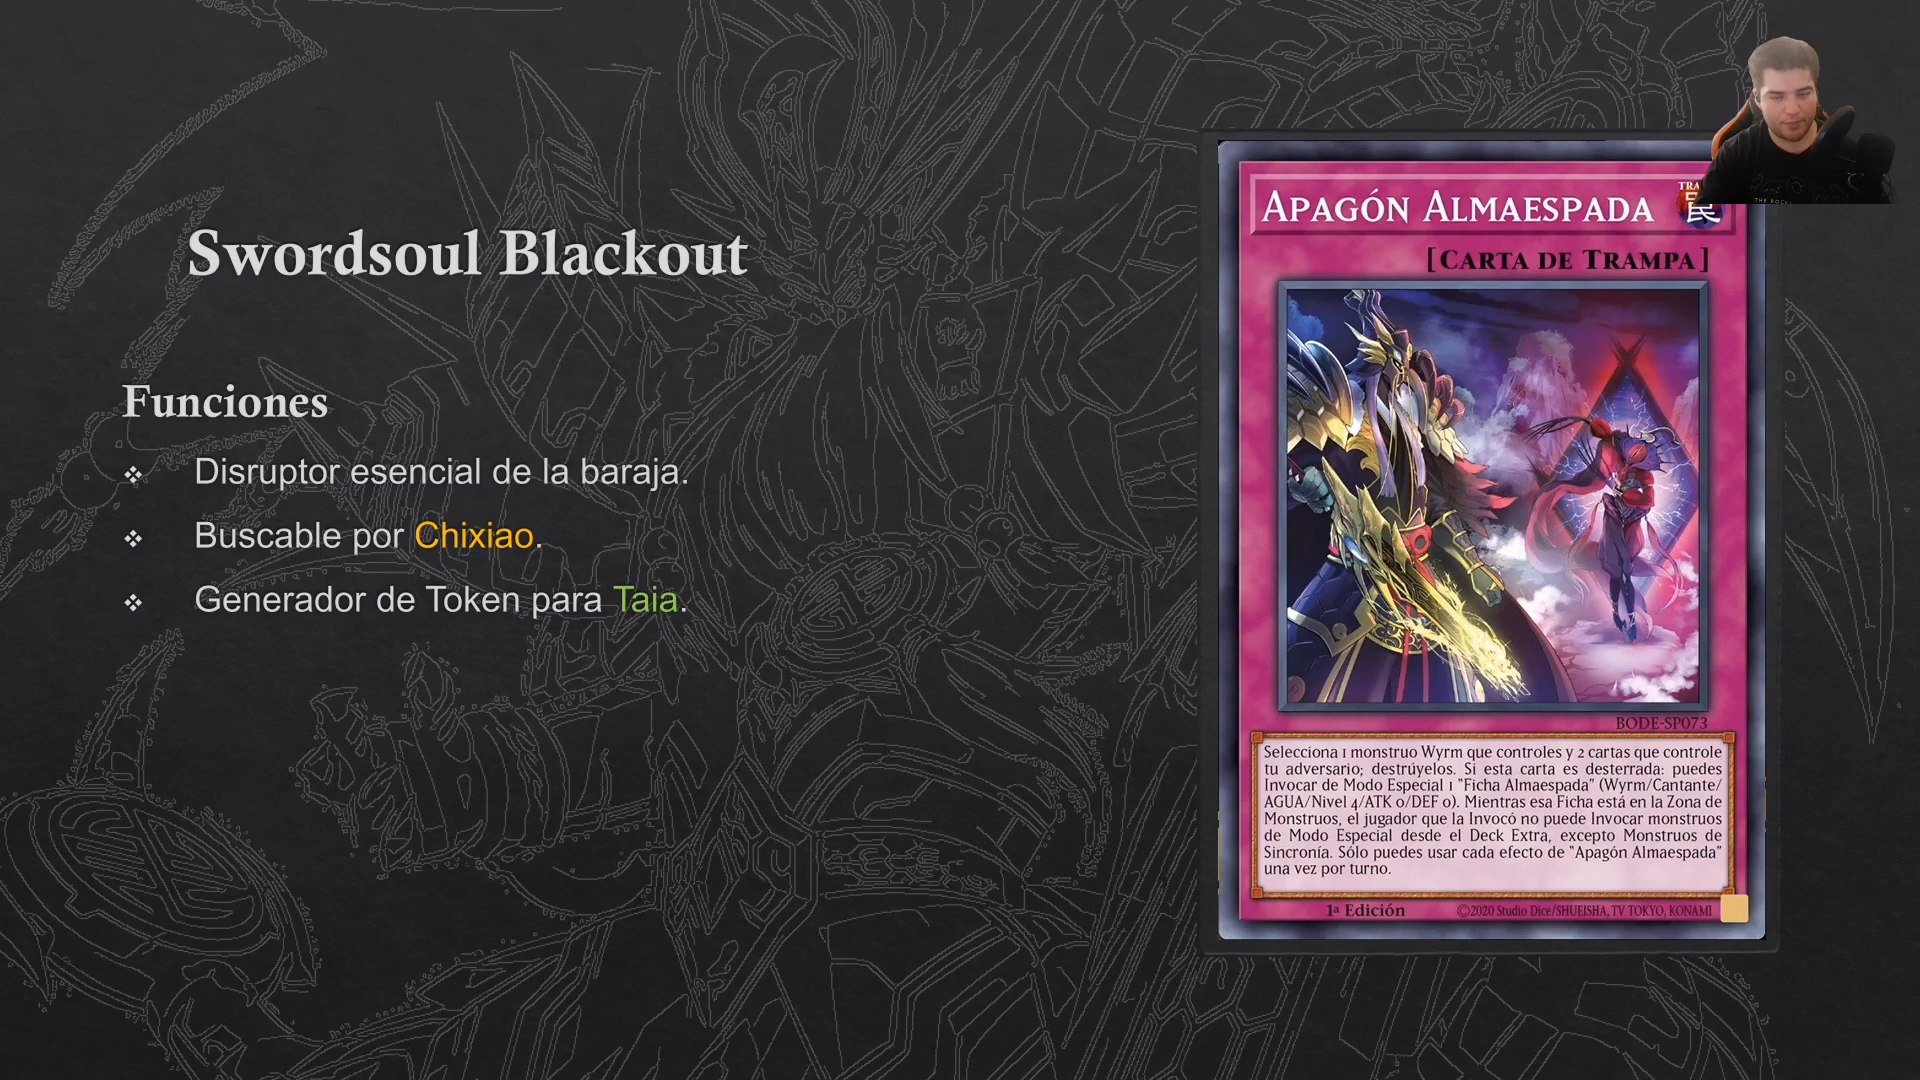 Swordsoul Blackout
Funciones
Disruptor esencial de la baraja.
Buscable por Chixiao.
Generador de Token para Taia.
APAGÓN ALMAESPADA
TRA
罠
[CARTA DE TRAMPA]
BODE-SP073
Selecciona 1 monstruo Wyrm que controles y 2 cartas que controle
tu adversario; destrúyelos. Si esta carta es desterrada: puedes
Invocar de Modo Especial 1 "Ficha Almaespada" (Wyrm/Cantante/
AGUA/Nivel 4/ATK 0/DEF 0). Mientras esa Ficha está en la Zona de
Monstruos, el jugador que la Invocó no puede Invocar monstruos
de Modo Especial desde el Deck Extra, excepto Monstruos de
Sincronía. Sólo puedes usar cada efecto de "Apagón Almaespada"
una vez por turno.
1ª Edición
©2020 Studio Dice/SHUEISHA, TV TOKYO, KONAMI